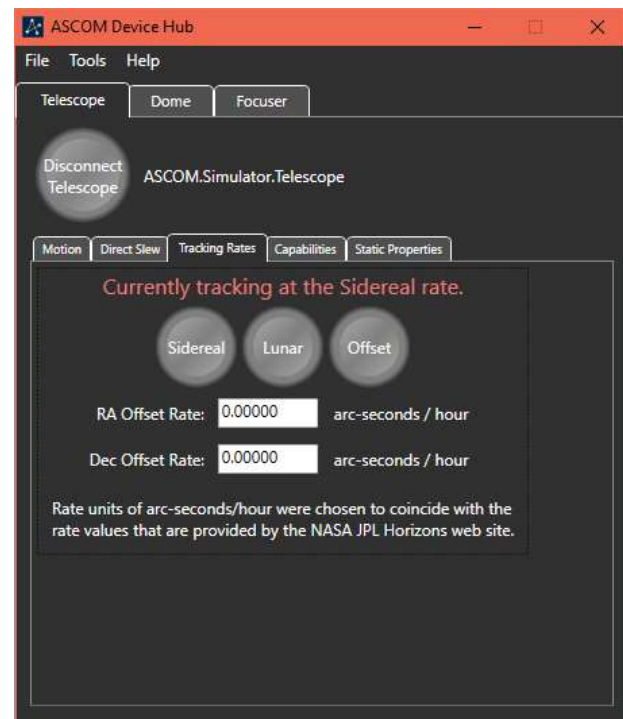 ASCOM Device Hub
File Tools Help
Telescope Dome Focuser
Disconnect
Telescope
ASCOM.Simulator.Telescope
Motion Direct Slew Tracking Rates Capabilities Static Properties
Currently tracking at the Sidereal rate.
Sidereal Lunar Offset
RA Offset Rate: 0.00000 arc-seconds / hour
Dec Offset Rate: 0.00000 arc-seconds / hour
Rate units of arc-seconds/hour were chosen to coincide with the
rate values that are provided by the NASA JPL Horizons web site.